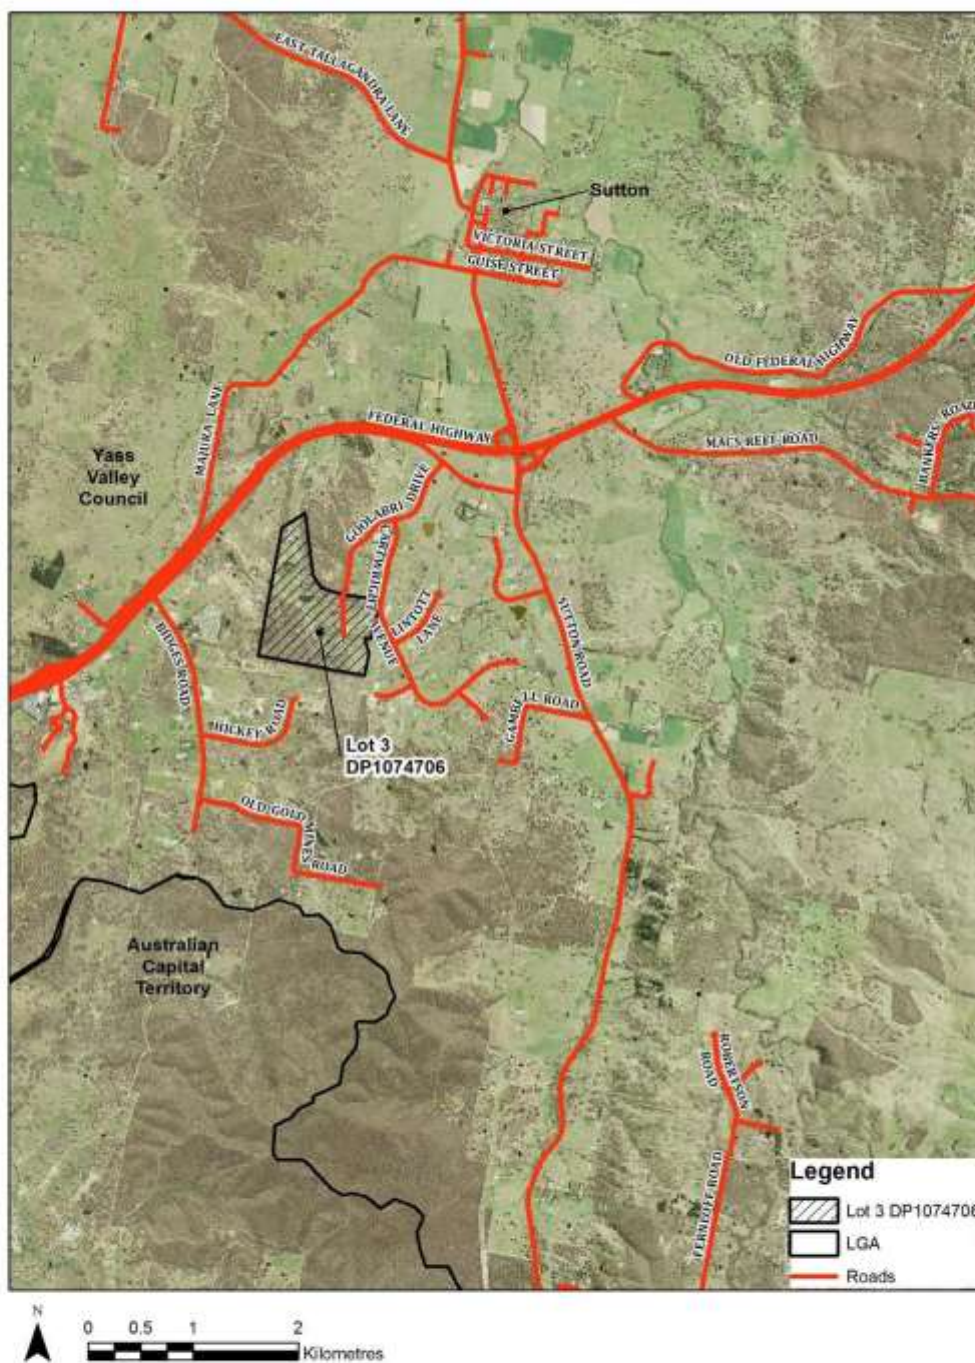 EAST TALLAGANDRA LANE
Sutton
VICTORIA STREET
GUISE STREET
OLD FEDERAL HIGHWAY
MAJURA LANE
FEDERAL HIGHWAY
MACS REEF ROAD
BANKERS ROAD
Yass
Valley
Council
GOOLABRI DRIVE
CARTWRIGHT AVENUE
LINTOTT
LANE
SUTTON ROAD
BIDGES ROAD
HICKEY ROAD
GAMBELL ROAD
Lot 3
DP1074706
OLD GOLD MINES ROAD
Australian
Capital
Territory
ROBERTSON
ROAD
FERNLOFF ROAD
Legend
Lot 3 DP1074706
LGA
Roads
N
0 0.5 1 2
Kilometres